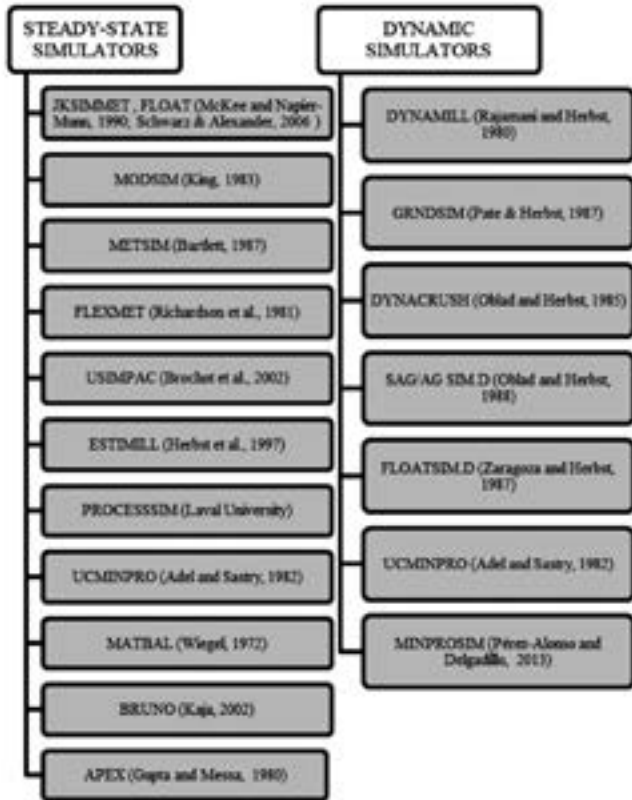 STEADY-STATE
SIMULATORS
JKSIMMET, FLOAT (McKee and Napier-
Munn, 1990, Schwarz & Alexander, 2006 )
MODSIM (King, 1983)
METSIM (Bartlett, 1987)
FLEXMET (Richardson et al., 1981)
USIMPAC (Brochot et al., 2002)
ESTIMILL (Herbst et al., 1997)
PROCESSSIM (Laval University)
UCMINPRO (Adel and Sastry, 1982)
MATBAL (Wiegel, 1972)
BRUNO (Kaja, 2002)
APEX (Gupta and Messa, 1980)
DYNAMIC
SIMULATORS
DYNAMILL (Rajamani and Herbst,
1980)
GRNDSIM (Pate & Herbst, 1987)
DYNACRUSH (Oblad and Herbst, 1985)
SAG/AG SIM.D (Oblad and Herbst,
1988)
FLOATSIM.D (Zaragoza and Herbst,
1987)
UCMINPRO (Adel and Sastry, 1982)
MINPROSIM (Pérez-Alonso and
Delgadillo, 2013)